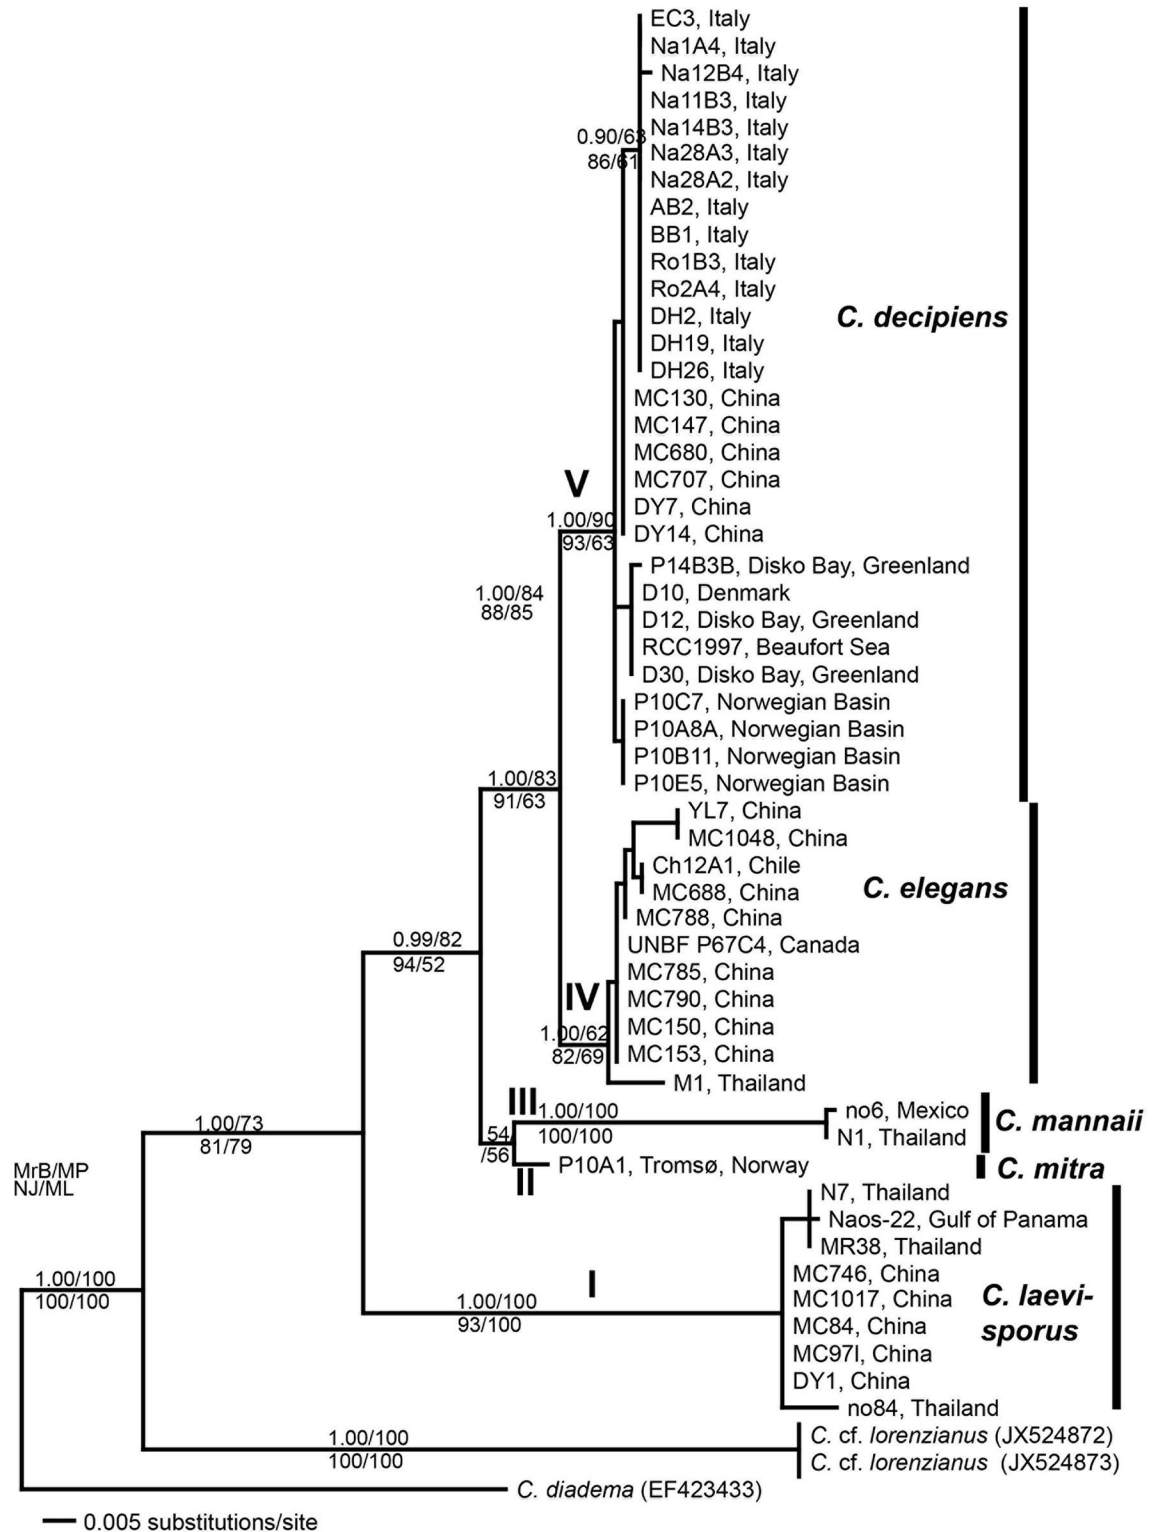 EC3, Italy
Na1A4, Italy
Na12B4, Italy
Na11B3, Italy
0.90/63
Na14B3, Italy
86/61
Na28A3, Italy
Na28A2, Italy
AB2, Italy
BB1, Italy
Ro1B3, Italy
Ro2A4, Italy
DH2, Italy
C. decipiens
DH19, Italy
DH26, Italy
MC130, China
MC147, China
MC680, China
MC707, China
V
DY7, China
1.00/90
DY14, China
93/63
P14B3B, Disko Bay, Greenland
1.00/84
D10, Denmark
88/85
D12, Disko Bay, Greenland
RCC1997, Beaufort Sea
D30, Disko Bay, Greenland
P10C7, Norwegian Basin
P10A8A, Norwegian Basin
P10B11, Norwegian Basin
1.00/83
P10E5, Norwegian Basin
91/63
YL7, China
MC1048, China
Ch12A1, Chile
C. elegans
MC688, China
MC788, China
0.99/82
UNBF P67C4, Canada
94/52
MC785, China
IV
MC790, China
MC150, China
1.00/62
MC153, China
82/69
M1, Thailand
III
1.00/100
no6, Mexico
C. mannaii
1.00/73
54/
100/100
N1, Thailand
81/79
/56
P10A1, Tromsø, Norway
C. mitra
MrB/MP
NJ/ML
II
N7, Thailand
Naos-22, Gulf of Panama
MR38, Thailand
1.00/100
I
MC746, China
C. laevi-
100/100
1.00/100
MC1017, China
93/100
MC84, China
sporus
MC97l, China
DY1, China
no84, Thailand
1.00/100
C. cf. lorenzianus (JX524872)
100/100
C. cf. lorenzianus (JX524873)
C. diadema (EF423433)
0.005 substitutions/site